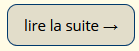 lire la suite →